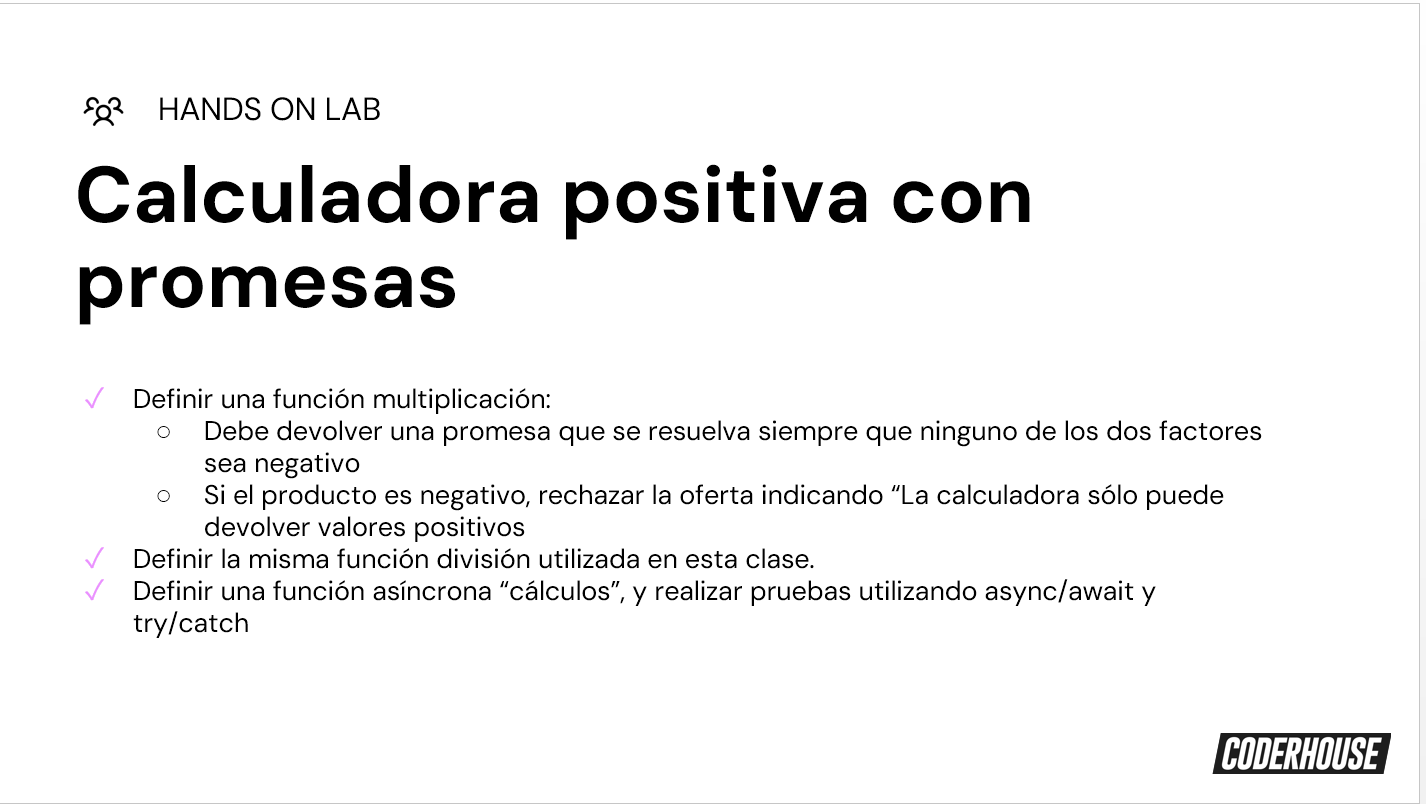 HANDS ON LAB
Calculadora positiva con
promesas
✓ Definir una función multiplicación:
○ Debe devolver una promesa que se resuelva siempre que ninguno de los dos factores
sea negativo
○ Si el producto es negativo, rechazar la oferta indicando “La calculadora sólo puede
devolver valores positivos
✓ Definir la misma función división utilizada en esta clase.
✓ Definir una función asíncrona “cálculos”, y realizar pruebas utilizando async/await y
try/catch
CODERHOUSE